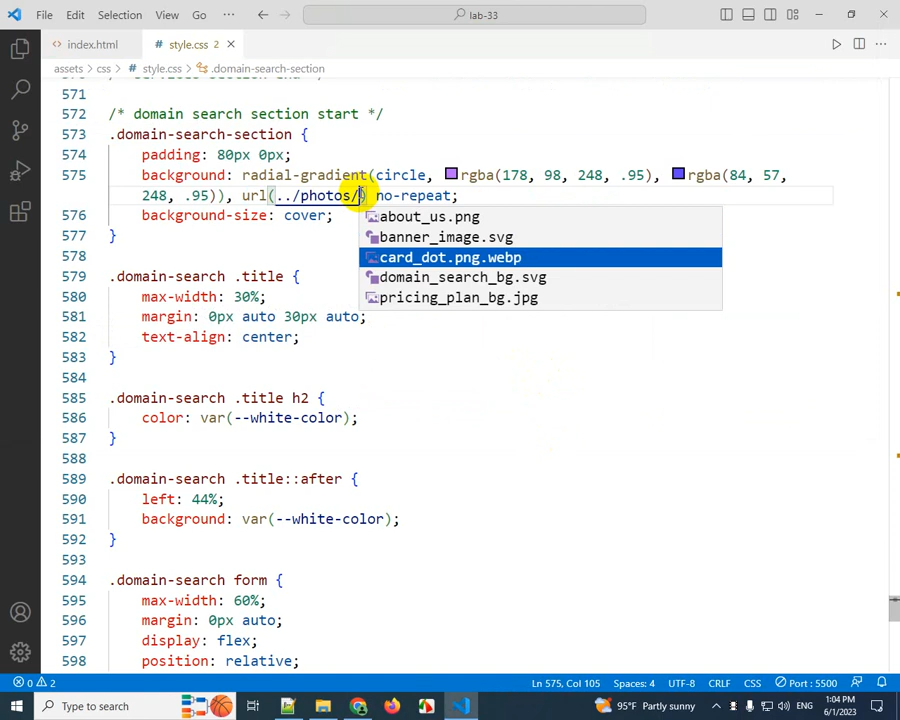 File Edit Selection View Go ··· lab-33
index.html style.css 2
assets > css > style.css > .domain-search-section
571
572 /* domain search section start */
573 .domain-search-section {
574 padding: 80px 0px;
575 background: radial-gradient(circle, rgba(178, 98, 248, .95), rgba(84, 57,
248, .95)), url(../photos/) no-repeat;
about_us.png
banner_image.svg
card_dot.png.webp
domain_search_bg.svg
pricing_plan_bg.jpg
576 background-size: cover;
577 }
578
579 .domain-search .title {
580 max-width: 30%;
581 margin: 0px auto 30px auto;
582 text-align: center;
583 }
584
585 .domain-search .title h2 {
586 color: var(--white-color);
587 }
588
589 .domain-search .title::after {
590 left: 44%;
591 background: var(--white-color);
592 }
593
594 .domain-search form {
595 max-width: 60%;
596 margin: 0px auto;
597 display: flex;
598 position: relative;
0 2 Ln 575, Col 105 Spaces: 4 UTF-8 CRLF CSS Port : 5500
Type to search 95°F Partly sunny ENG 1:04 PM
6/1/2023